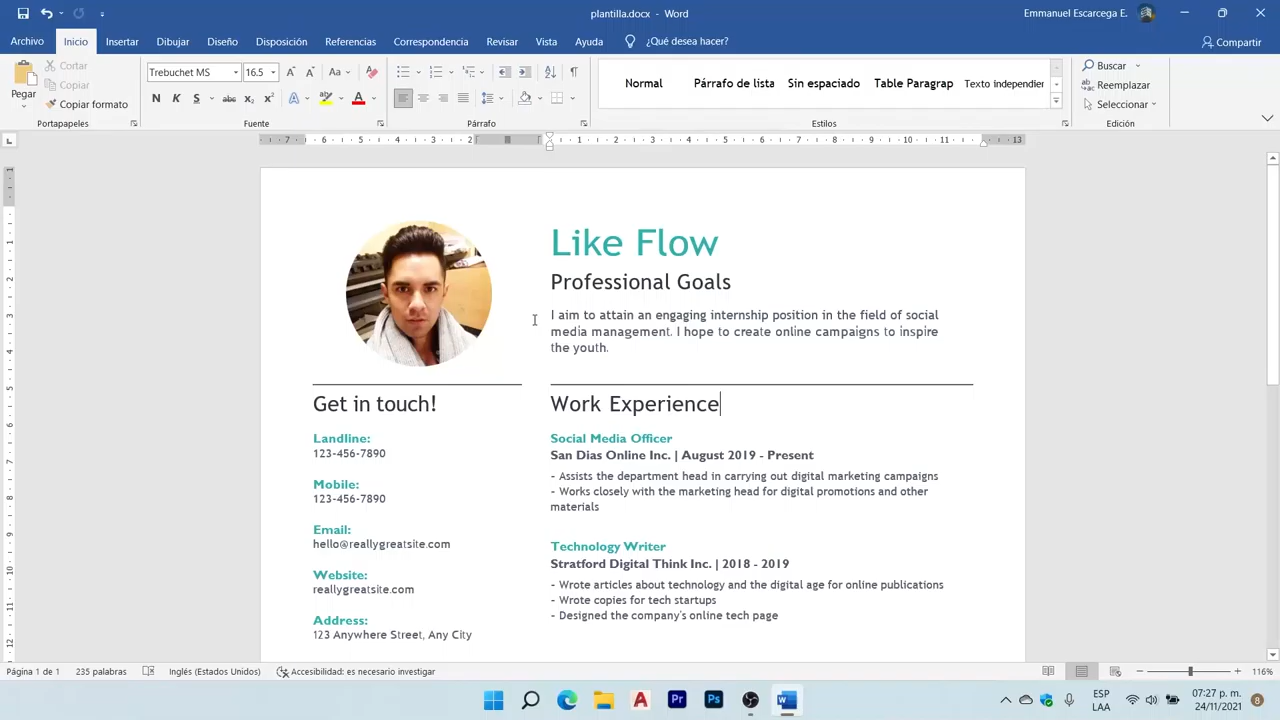 plantilla.docx - Word
Emmanuel Escarcega E.
Archivo Inicio Insertar Dibujar Diseño Disposición Referencias Correspondencia Revisar Vista Ayuda ¿Qué desea hacer? Compartir
Pegar
Cortar
Copiar
Copiar formato
Trebuchet MS 16.5
Normal Párrafo de lista Sin espaciado Table Paragrap Texto independien
Buscar
Reemplazar
Seleccionar
Portapapeles Fuente Párrafo Estilos Edición
Like Flow
Professional Goals
I aim to attain an engaging internship position in the field of social
media management. I hope to create online campaigns to inspire
the youth.
Get in touch!
Landline:
123-456-7890
Mobile:
123-456-7890
Email:
hello@reallygreatsite.com
Website:
reallygreatsite.com
Address:
123 Anywhere Street, Any City
Work Experience
Social Media Officer
San Dias Online Inc. | August 2019 - Present
- Assists the department head in carrying out digital marketing campaigns
- Works closely with the marketing head for digital promotions and other
materials
Technology Writer
Stratford Digital Think Inc. | 2018 - 2019
- Wrote articles about technology and the digital age for online publications
- Wrote copies for tech startups
- Designed the company's online tech page
Página 1 de 1 235 palabras Inglés (Estados Unidos) Accesibilidad: es necesario investigar 116%
ESP
LAA
07:27 p. m.
24/11/2021
8